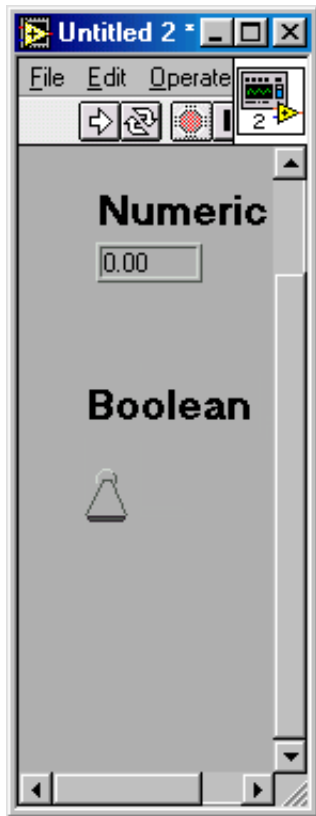 Untitled 2 *
File Edit Operate
2
Numeric
0.00
Boolean